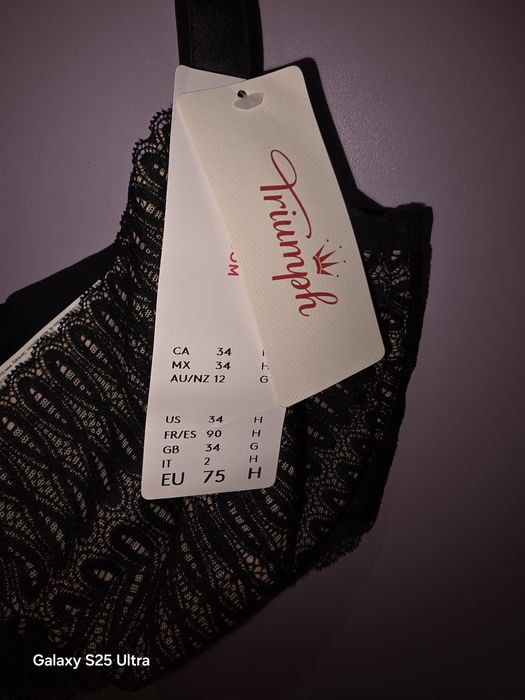 Triumph
CA 34
MX 34 H
AU/NZ 12 G
US 34 H
FR/ES 90 H
GB 34 G
IT 2 H
EU 75 H
Galaxy S25 Ultra